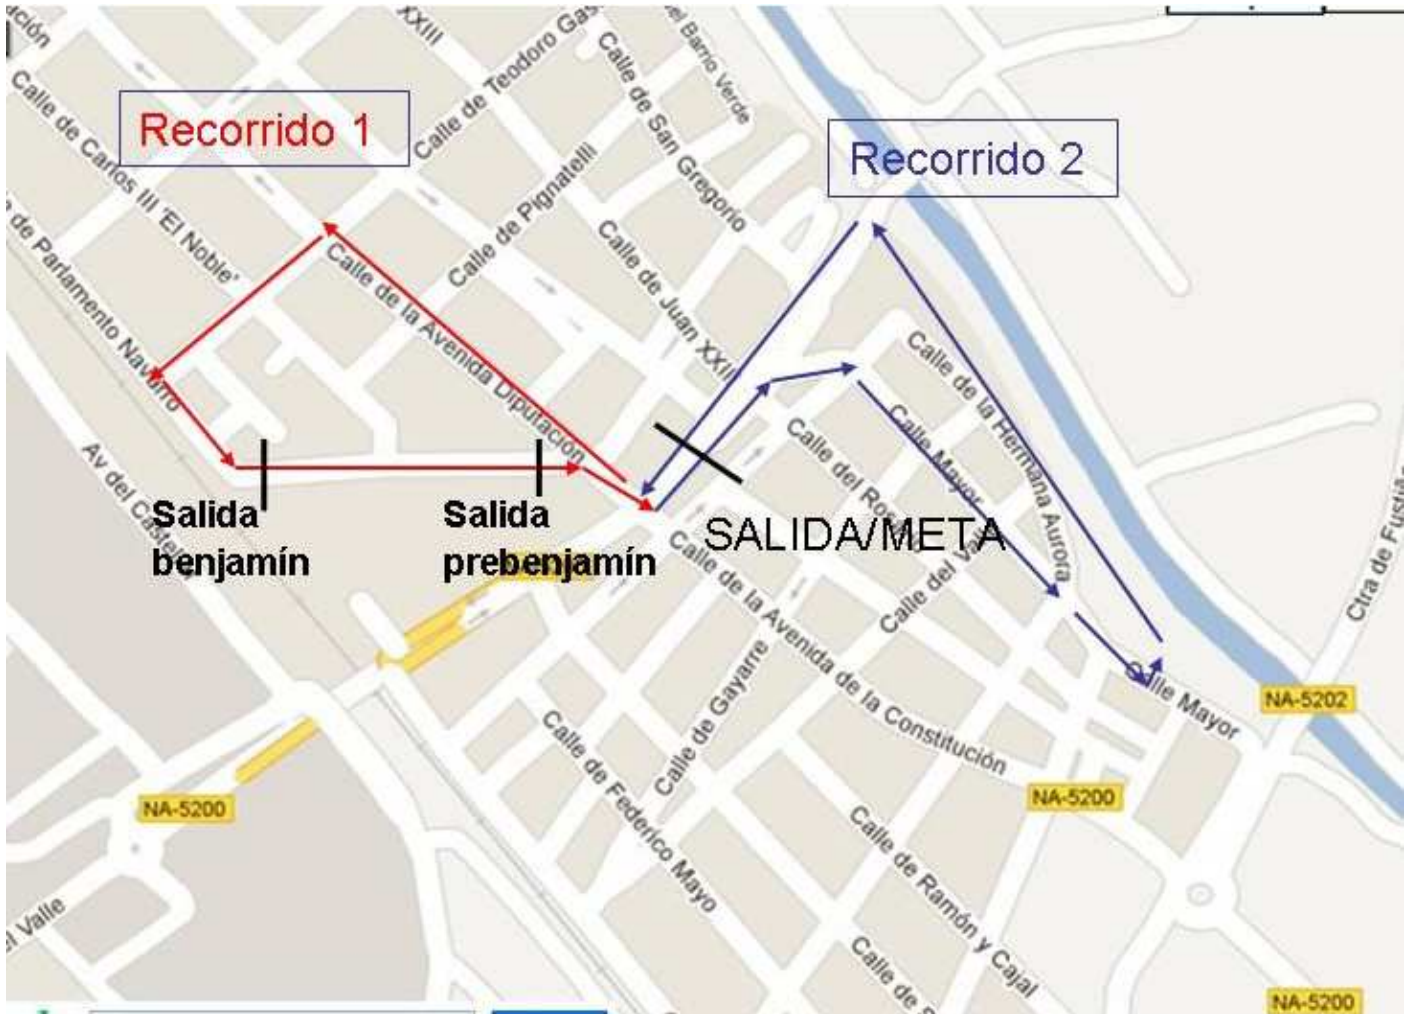 XXIII
Calle de Teodoro Gas
Calle de San Gregorio
Barrio Verde
Calle de Carlos III 'El Noble'
Recorrido 1
Calle de Pignatelli
Recorrido 2
de Parlamento Navarro
Calle de la Avenida Diputación
Calle de Juan XXIII
Calle de la Hermana Aurora
Calle Mayor
Calle del
Av del
Salida
benjamín
Salida
prebenjamín
SALIDA/META
Calle del
Calle de la Avenida de la Constitución
Calle de Gayarre
Calle Mayor
Ctra de
NA-5202
NA-5200
NA-5200
Calle de Federico Mayo
Calle de Ramón y Cajal
el Valle
Calle de
NA-5200